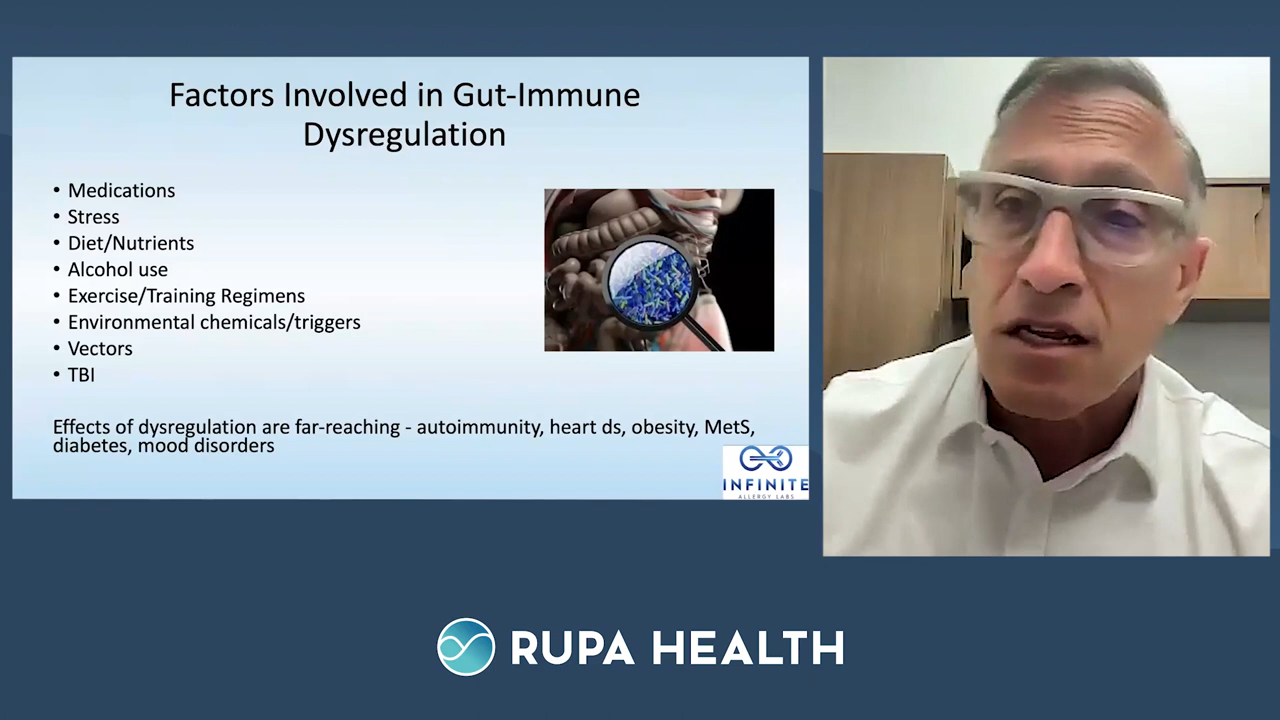 Factors Involved in Gut-Immune
Dysregulation
• Medications
• Stress
• Diet/Nutrients
• Alcohol use
• Exercise/Training Regimens
• Environmental chemicals/triggers
• Vectors
• TBI
Effects of dysregulation are far-reaching - autoimmunity, heart ds, obesity, MetS,
diabetes, mood disorders
INFINITE
ALLERGY LABS
RUPA HEALTH